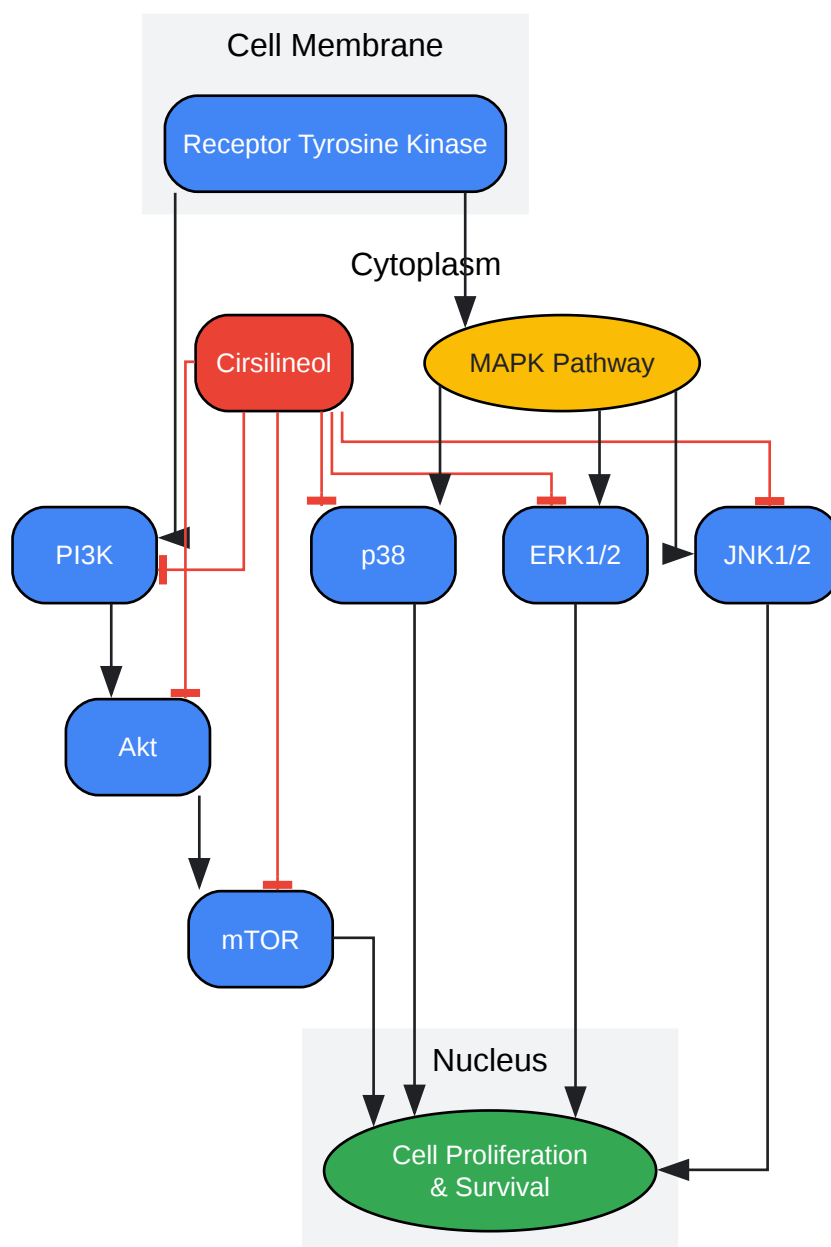 Cell Membrane
Receptor Tyrosine Kinase
Cytoplasm
Cirsilineol
MAPK Pathway
PI3K
p38
ERK1/2
JNK1/2
Akt
mTOR
Nucleus
Cell Proliferation
& Survival